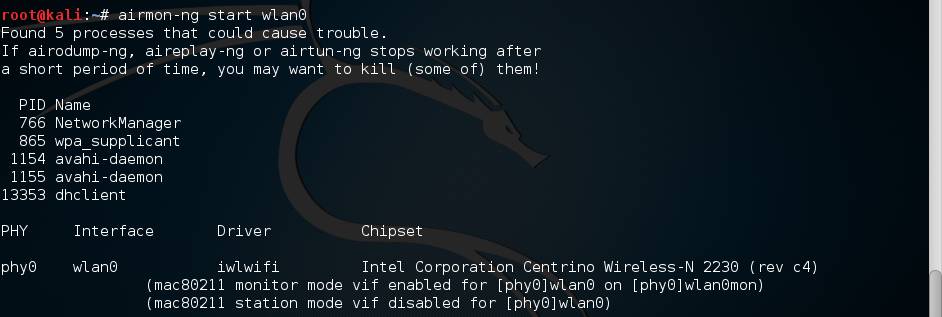 root@kali:~# airmon-ng start wlan0
Found 5 processes that could cause trouble.
If airodump-ng, aireplay-ng or airtun-ng stops working after
a short period of time, you may want to kill (some of) them!
  PID Name
  766 NetworkManager
  865 wpa_supplicant
 1154 avahi-daemon
 1155 avahi-daemon
13353 dhclient
PHY     Interface       Driver          Chipset
phy0    wlan0           iwlwifi         Intel Corporation Centrino Wireless-N 2230 (rev c4)
                (mac80211 monitor mode vif enabled for [phy0]wlan0 on [phy0]wlan0mon)
                (mac80211 station mode vif disabled for [phy0]wlan0)